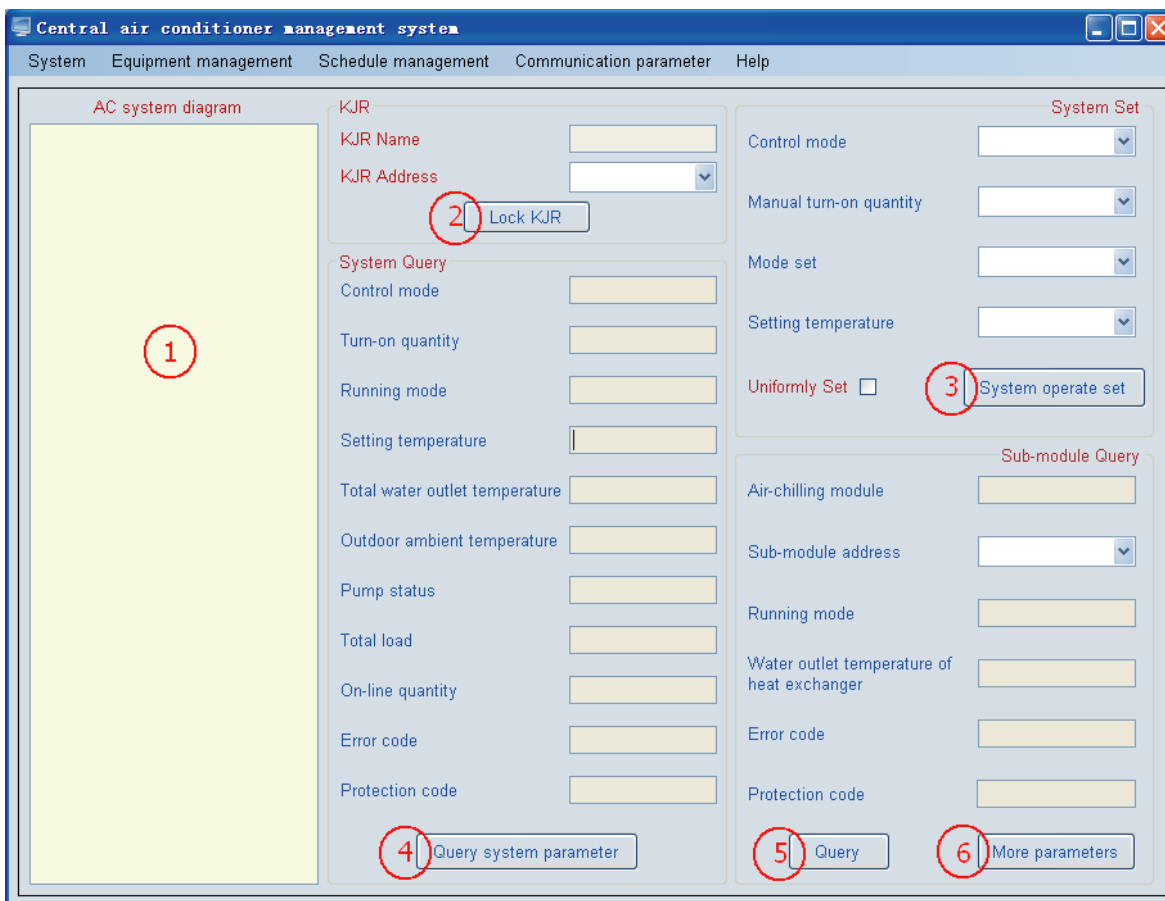 Central air conditioner management system
System Equipment management Schedule management Communication parameter Help
AC system diagram
1
KJR
KJR Name
KJR Address
2 Lock KJR
System Query
Control mode
Turn-on quantity
Running mode
Setting temperature
Total water outlet temperature
Outdoor ambient temperature
Pump status
Total load
On-line quantity
Error code
Protection code
4 Query system parameter
System Set
Control mode
Manual turn-on quantity
Mode set
Setting temperature
Uniformly Set 3 System operate set
Sub-module Query
Air-chilling module
Sub-module address
Running mode
Water outlet temperature of
heat exchanger
Error code
Protection code
5 Query 6 More parameters